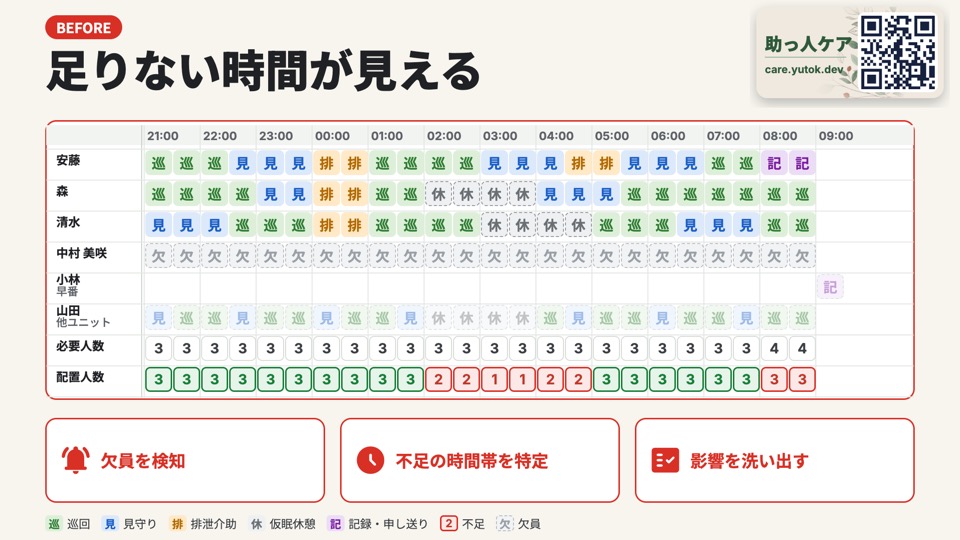 BEFORE
足りない時間が見える
助っ人ケア
care.yutok.dev
21:00 22:00 23:00 00:00 01:00 02:00 03:00 04:00 05:00 06:00 07:00 08:00 09:00
安藤 巡 巡 巡 見 見 見 排 排 巡 巡 巡 巡 見 見 見 排 排 見 見 見 巡 巡 記 記
森 巡 巡 巡 巡 見 見 排 排 巡 巡 休 休 休 休 見 見 見 巡 巡 巡 巡 巡 巡 巡
清水 見 見 見 巡 巡 巡 排 排 巡 巡 巡 巡 休 休 休 休 巡 巡 巡 見 見 見 巡 巡
中村 美咲 欠 欠 欠 欠 欠 欠 欠 欠 欠 欠 欠 欠 欠 欠 欠 欠 欠 欠 欠 欠 欠 欠 欠 欠
小林
早番 記
山田
他ユニット 見 巡 巡 見 巡 巡 見 巡 巡 見 休 休 休 休 巡 見 巡 巡 見 巡 巡 見 巡 巡
必要人数 3 3 3 3 3 3 3 3 3 3 3 3 3 3 3 3 3 3 3 3 3 3 4 4
配置人数 3 3 3 3 3 3 3 3 3 3 2 2 1 1 2 2 3 3 3 3 3 3 3 3
欠員を検知
不足の時間帯を特定
影響を洗い出す
巡 巡回 見 見守り 排 排泄介助 休 仮眠休憩 記 記録・申し送り 2 不足 欠 欠員